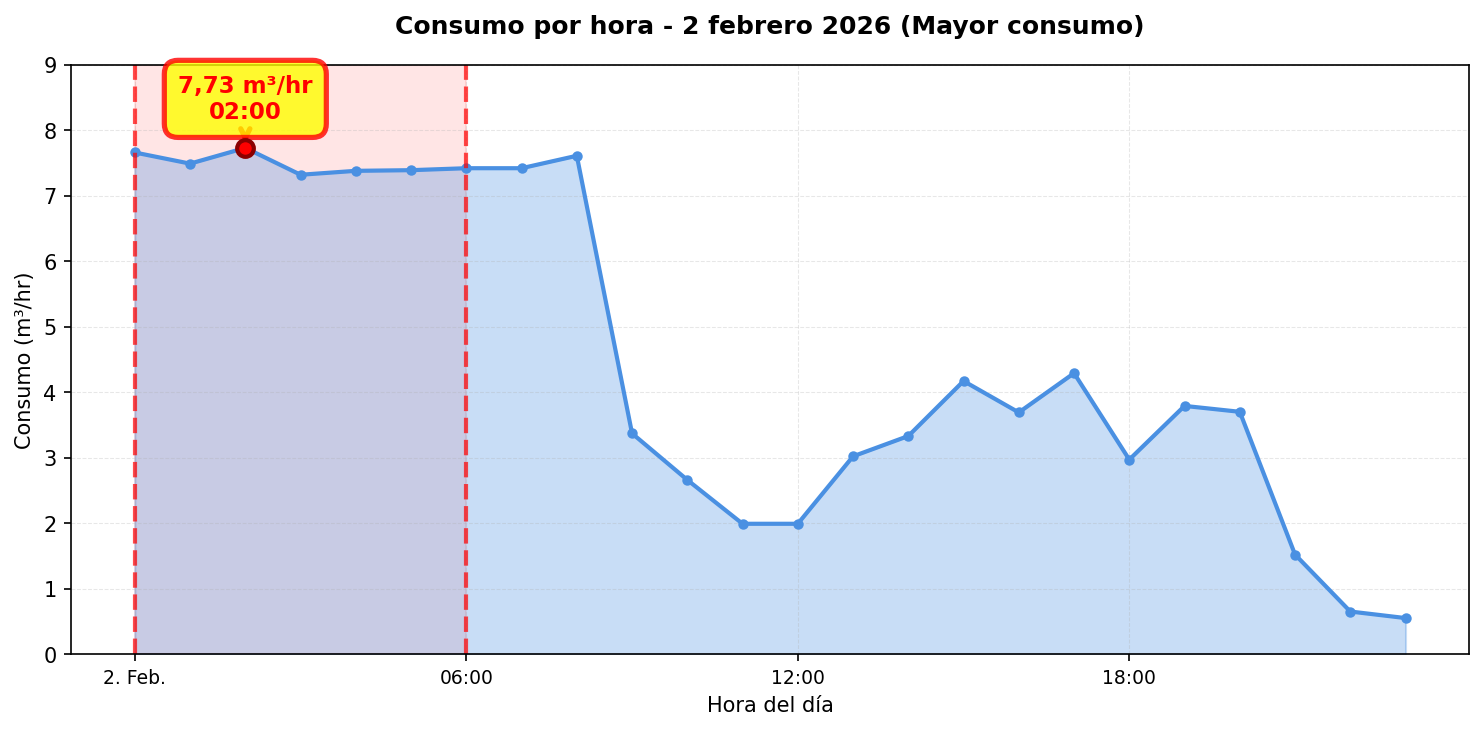 Consumo por hora - 2 febrero 2026 (Mayor consumo)
7,73 m³/hr
02:00
Consumo (m³/hr)
9
8
7
6
5
4
3
2
1
0
2. Feb.
06:00
12:00
18:00
Hora del día